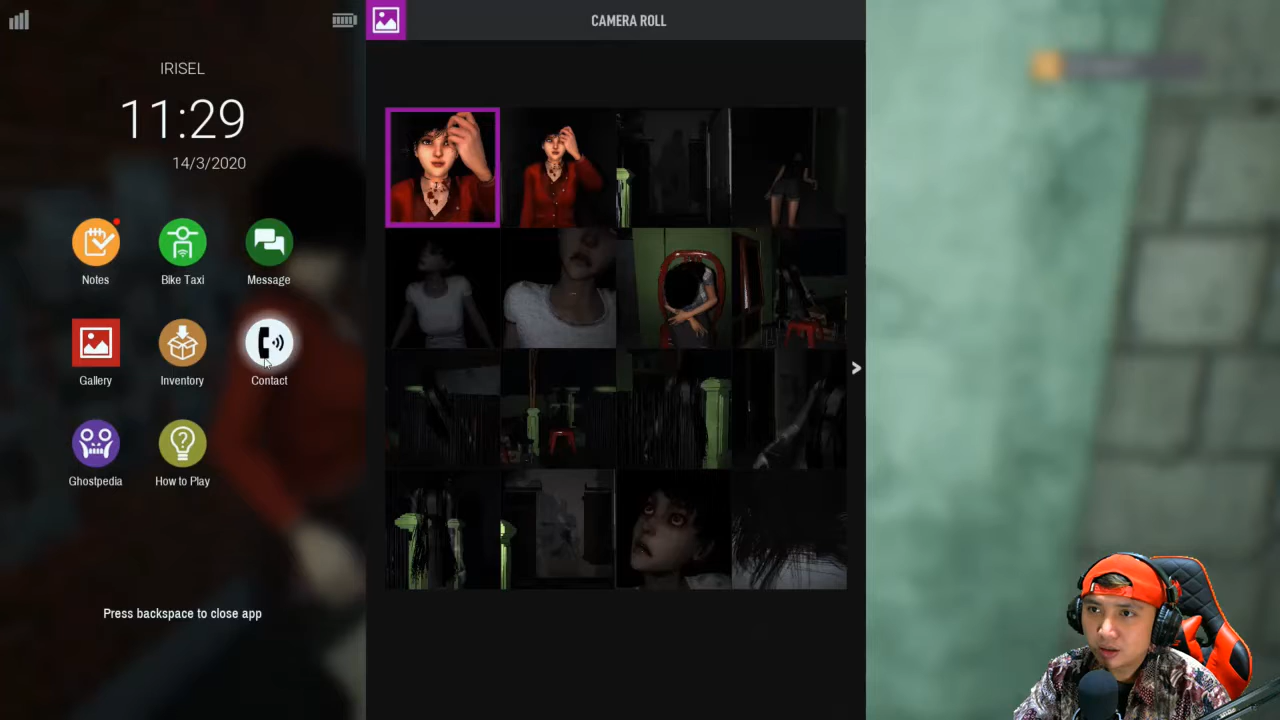 IRISEL
11:29
14/3/2020
Notes
Bike Taxi
Message
Gallery
Inventory
Contact
Ghostpedia
How to Play
Press backspace to close app
CAMERA ROLL